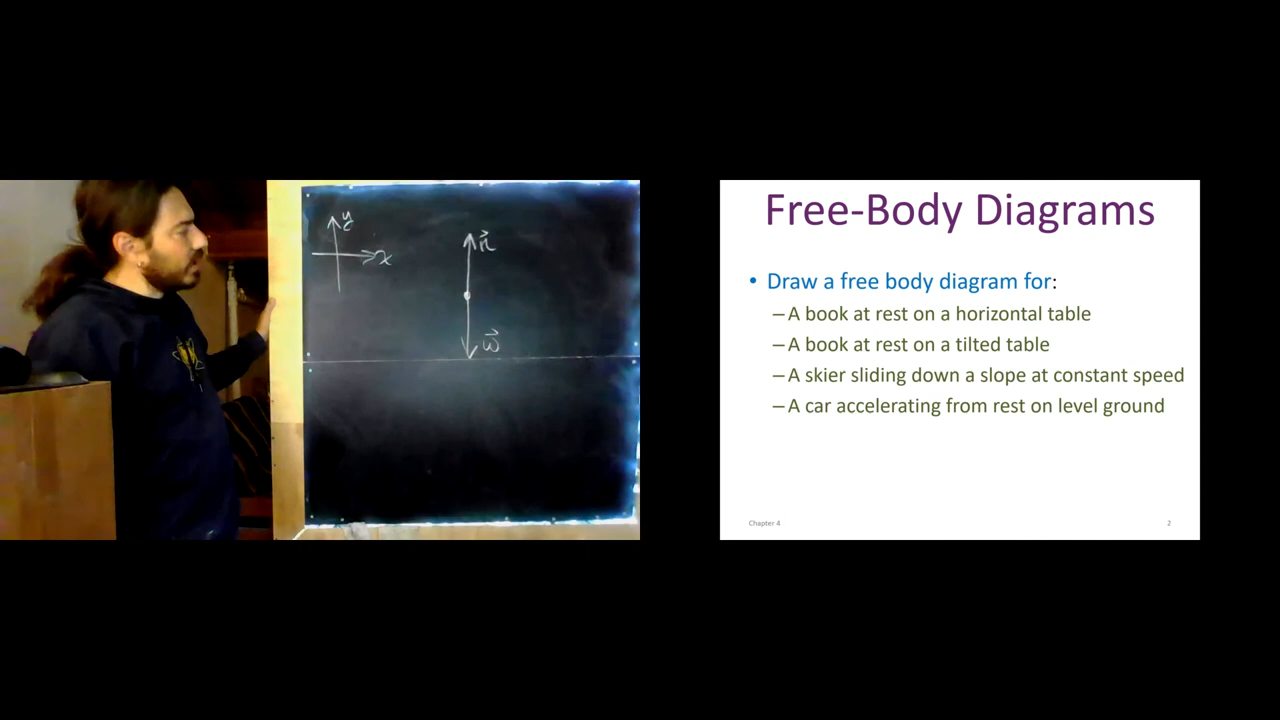 y
x
n⃗
w⃗
Free-Body Diagrams
• Draw a free body diagram for:
–A book at rest on a horizontal table
–A book at rest on a tilted table
–A skier sliding down a slope at constant speed
–A car accelerating from rest on level ground
Chapter 4
2